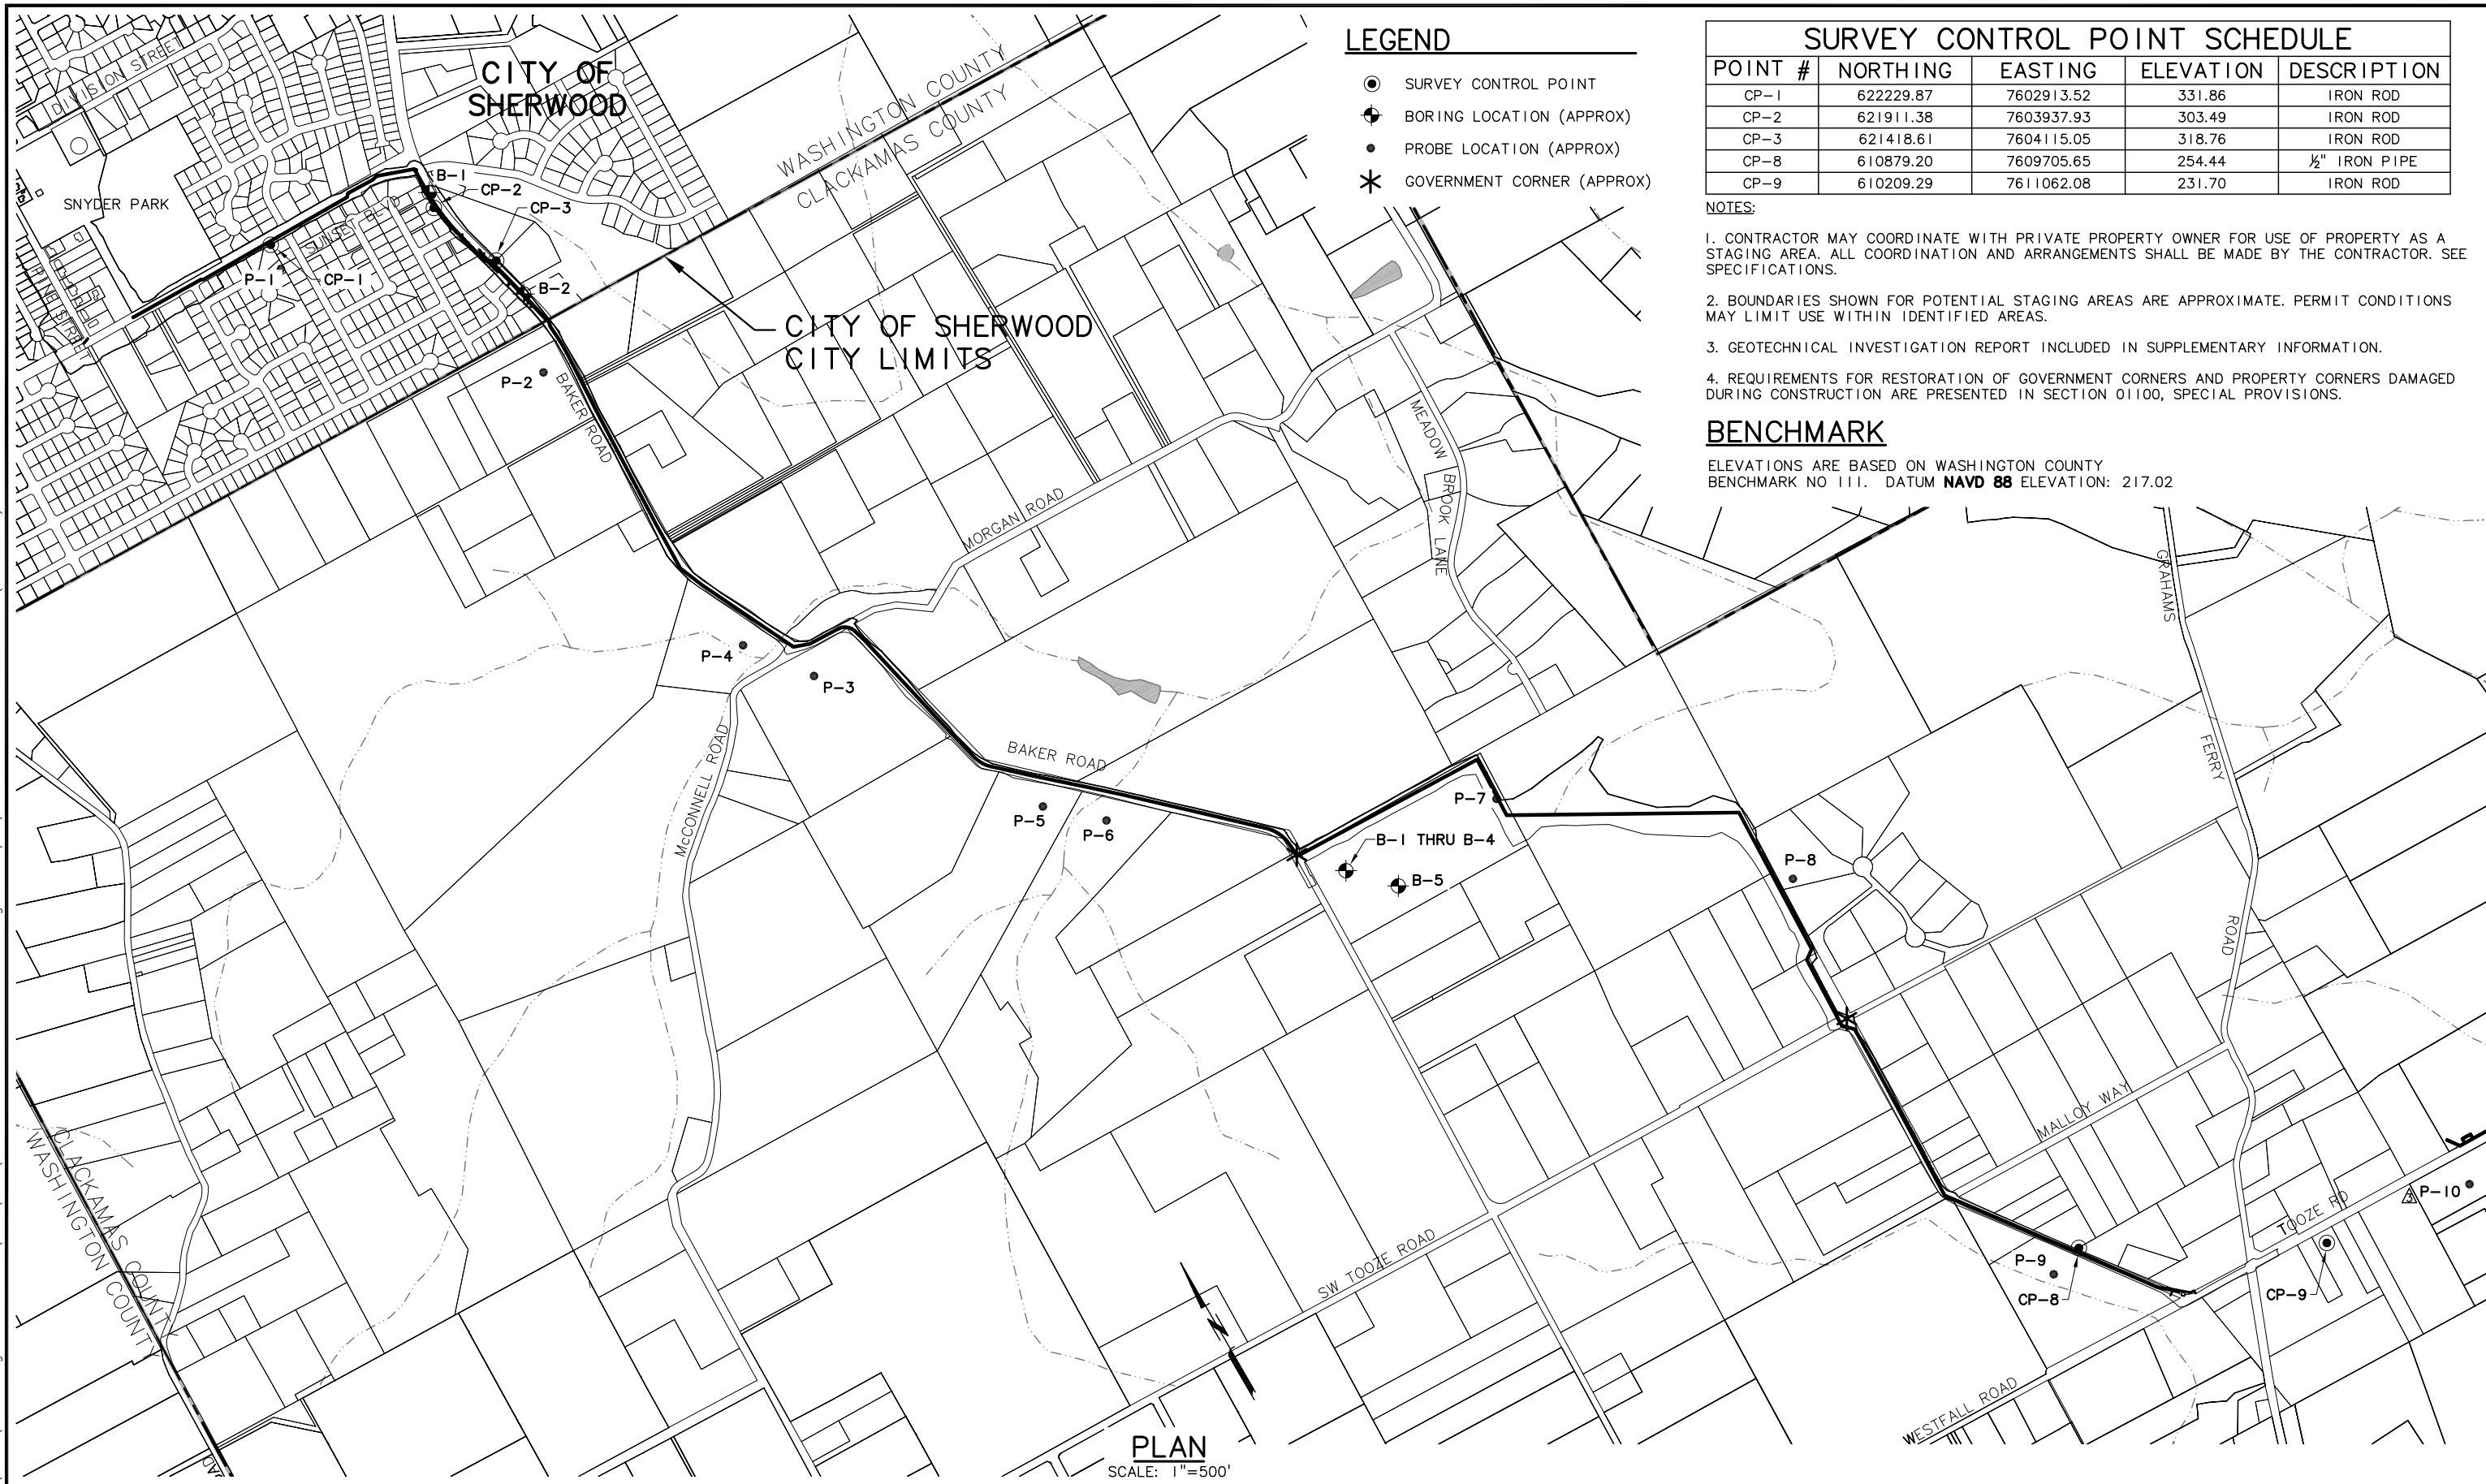 LEGEND
SURVEY CONTROL POINT
BORING LOCATION (APPROX)
PROBE LOCATION (APPROX)
GOVERNMENT CORNER (APPROX)
SURVEY CONTROL POINT SCHEDULE
POINT # NORTHING EASTING ELEVATION DESCRIPTION
CP-1 622229.87 7602913.52 331.86 IRON ROD
CP-2 621911.38 7603937.93 303.49 IRON ROD
CP-3 621418.61 7604115.05 318.76 IRON ROD
CP-8 610879.20 7609705.65 254.44 ½" IRON PIPE
CP-9 610209.29 7611062.08 231.70 IRON ROD
NOTES:
1. CONTRACTOR MAY COORDINATE WITH PRIVATE PROPERTY OWNER FOR USE OF PROPERTY AS A
STAGING AREA. ALL COORDINATION AND ARRANGEMENTS SHALL BE MADE BY THE CONTRACTOR. SEE
SPECIFICATIONS.
2. BOUNDARIES SHOWN FOR POTENTIAL STAGING AREAS ARE APPROXIMATE. PERMIT CONDITIONS
MAY LIMIT USE WITHIN IDENTIFIED AREAS.
3. GEOTECHNICAL INVESTIGATION REPORT INCLUDED IN SUPPLEMENTARY INFORMATION.
4. REQUIREMENTS FOR RESTORATION OF GOVERNMENT CORNERS AND PROPERTY CORNERS DAMAGED
DURING CONSTRUCTION ARE PRESENTED IN SECTION 01100, SPECIAL PROVISIONS.
BENCHMARK
ELEVATIONS ARE BASED ON WASHINGTON COUNTY
BENCHMARK NO 111. DATUM NAVD 88 ELEVATION: 217.02
DIVISION STREET
CITY OF
SHERWOOD
WASHINGTON COUNTY
CLACKAMAS COUNTY
SNYDER PARK
B-1
CP-2
CP-3
SUNSET BLVD
P-1
CP-1
B-2
CITY OF SHERWOOD
CITY LIMITS
P-2
BAKER ROAD
MORGAN ROAD
MEADOW BROOK LANE
GRAHAMS FERRY ROAD
P-4
P-3
McCONNELL ROAD
BAKER ROAD
P-5
P-6
P-7
B-1 THRU B-4
B-5
P-8
MALLOY WAY
CLACKAMAS COUNTY
WASHINGTON COUNTY
SW TOOZE ROAD
TOOZE RD
3
P-10
P-9
CP-8
CP-9
WESTFALL ROAD
PLAN
SCALE: 1"=500'